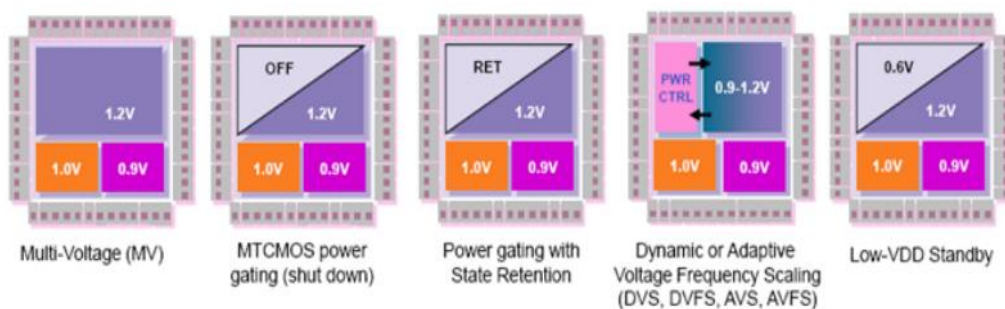 1.2V
1.0V
0.9V
Multi-Voltage (MV)
OFF
1.2V
1.0V
0.9V
MTCMOS power
gating (shut down)
RET
1.2V
1.0V
0.9V
Power gating with
State Retention
PWR
CTRL
0.9-1.2V
1.0V
0.9V
Dynamic or Adaptive
Voltage Frequency Scaling
(DVS, DVFS, AVS, AVFS)
0.6V
1.2V
1.0V
0.9V
Low-VDD Standby